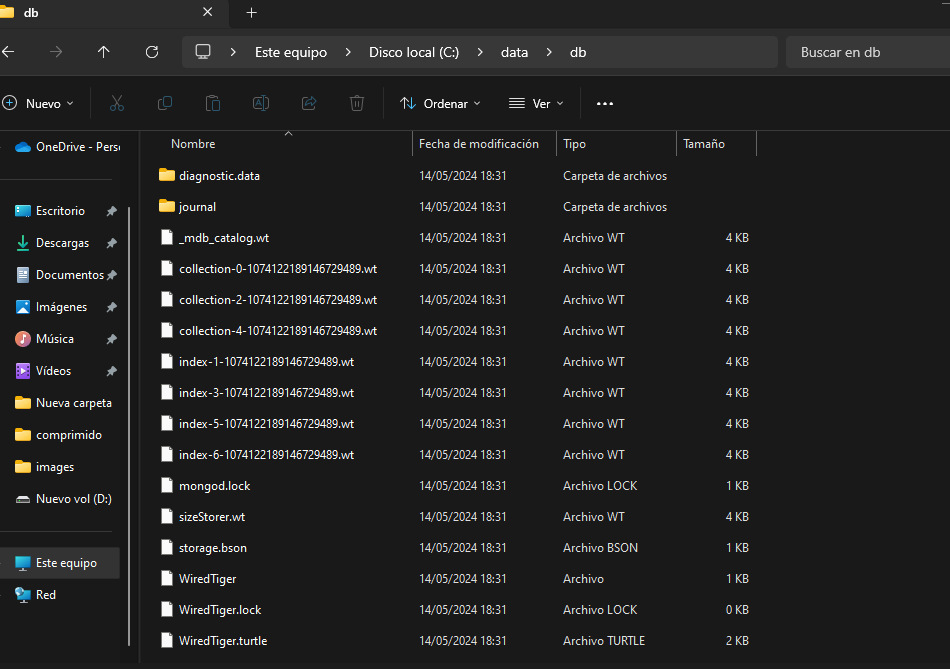 db
Este equipo > Disco local (C:) > data > db
Buscar en db
Nuevo
Ordenar
Ver
Nombre Fecha de modificación Tipo Tamaño
OneDrive - Perso
Escritorio
Descargas
Documentos
Imágenes
Música
Vídeos
Nueva carpeta
comprimido
images
Nuevo vol (D:)
Este equipo
Red
diagnostic.data 14/05/2024 18:31 Carpeta de archivos
journal 14/05/2024 18:31 Carpeta de archivos
_mdb_catalog.wt 14/05/2024 18:31 Archivo WT 4 KB
collection-0-1074122189146729489.wt 14/05/2024 18:31 Archivo WT 4 KB
collection-2-1074122189146729489.wt 14/05/2024 18:31 Archivo WT 4 KB
collection-4-1074122189146729489.wt 14/05/2024 18:31 Archivo WT 4 KB
index-1-1074122189146729489.wt 14/05/2024 18:31 Archivo WT 4 KB
index-3-1074122189146729489.wt 14/05/2024 18:31 Archivo WT 4 KB
index-5-1074122189146729489.wt 14/05/2024 18:31 Archivo WT 4 KB
index-6-1074122189146729489.wt 14/05/2024 18:31 Archivo WT 4 KB
mongod.lock 14/05/2024 18:31 Archivo LOCK 1 KB
sizeStorer.wt 14/05/2024 18:31 Archivo WT 4 KB
storage.bson 14/05/2024 18:31 Archivo BSON 1 KB
WiredTiger 14/05/2024 18:31 Archivo 1 KB
WiredTiger.lock 14/05/2024 18:31 Archivo LOCK 0 KB
WiredTiger.turtle 14/05/2024 18:31 Archivo TURTLE 2 KB